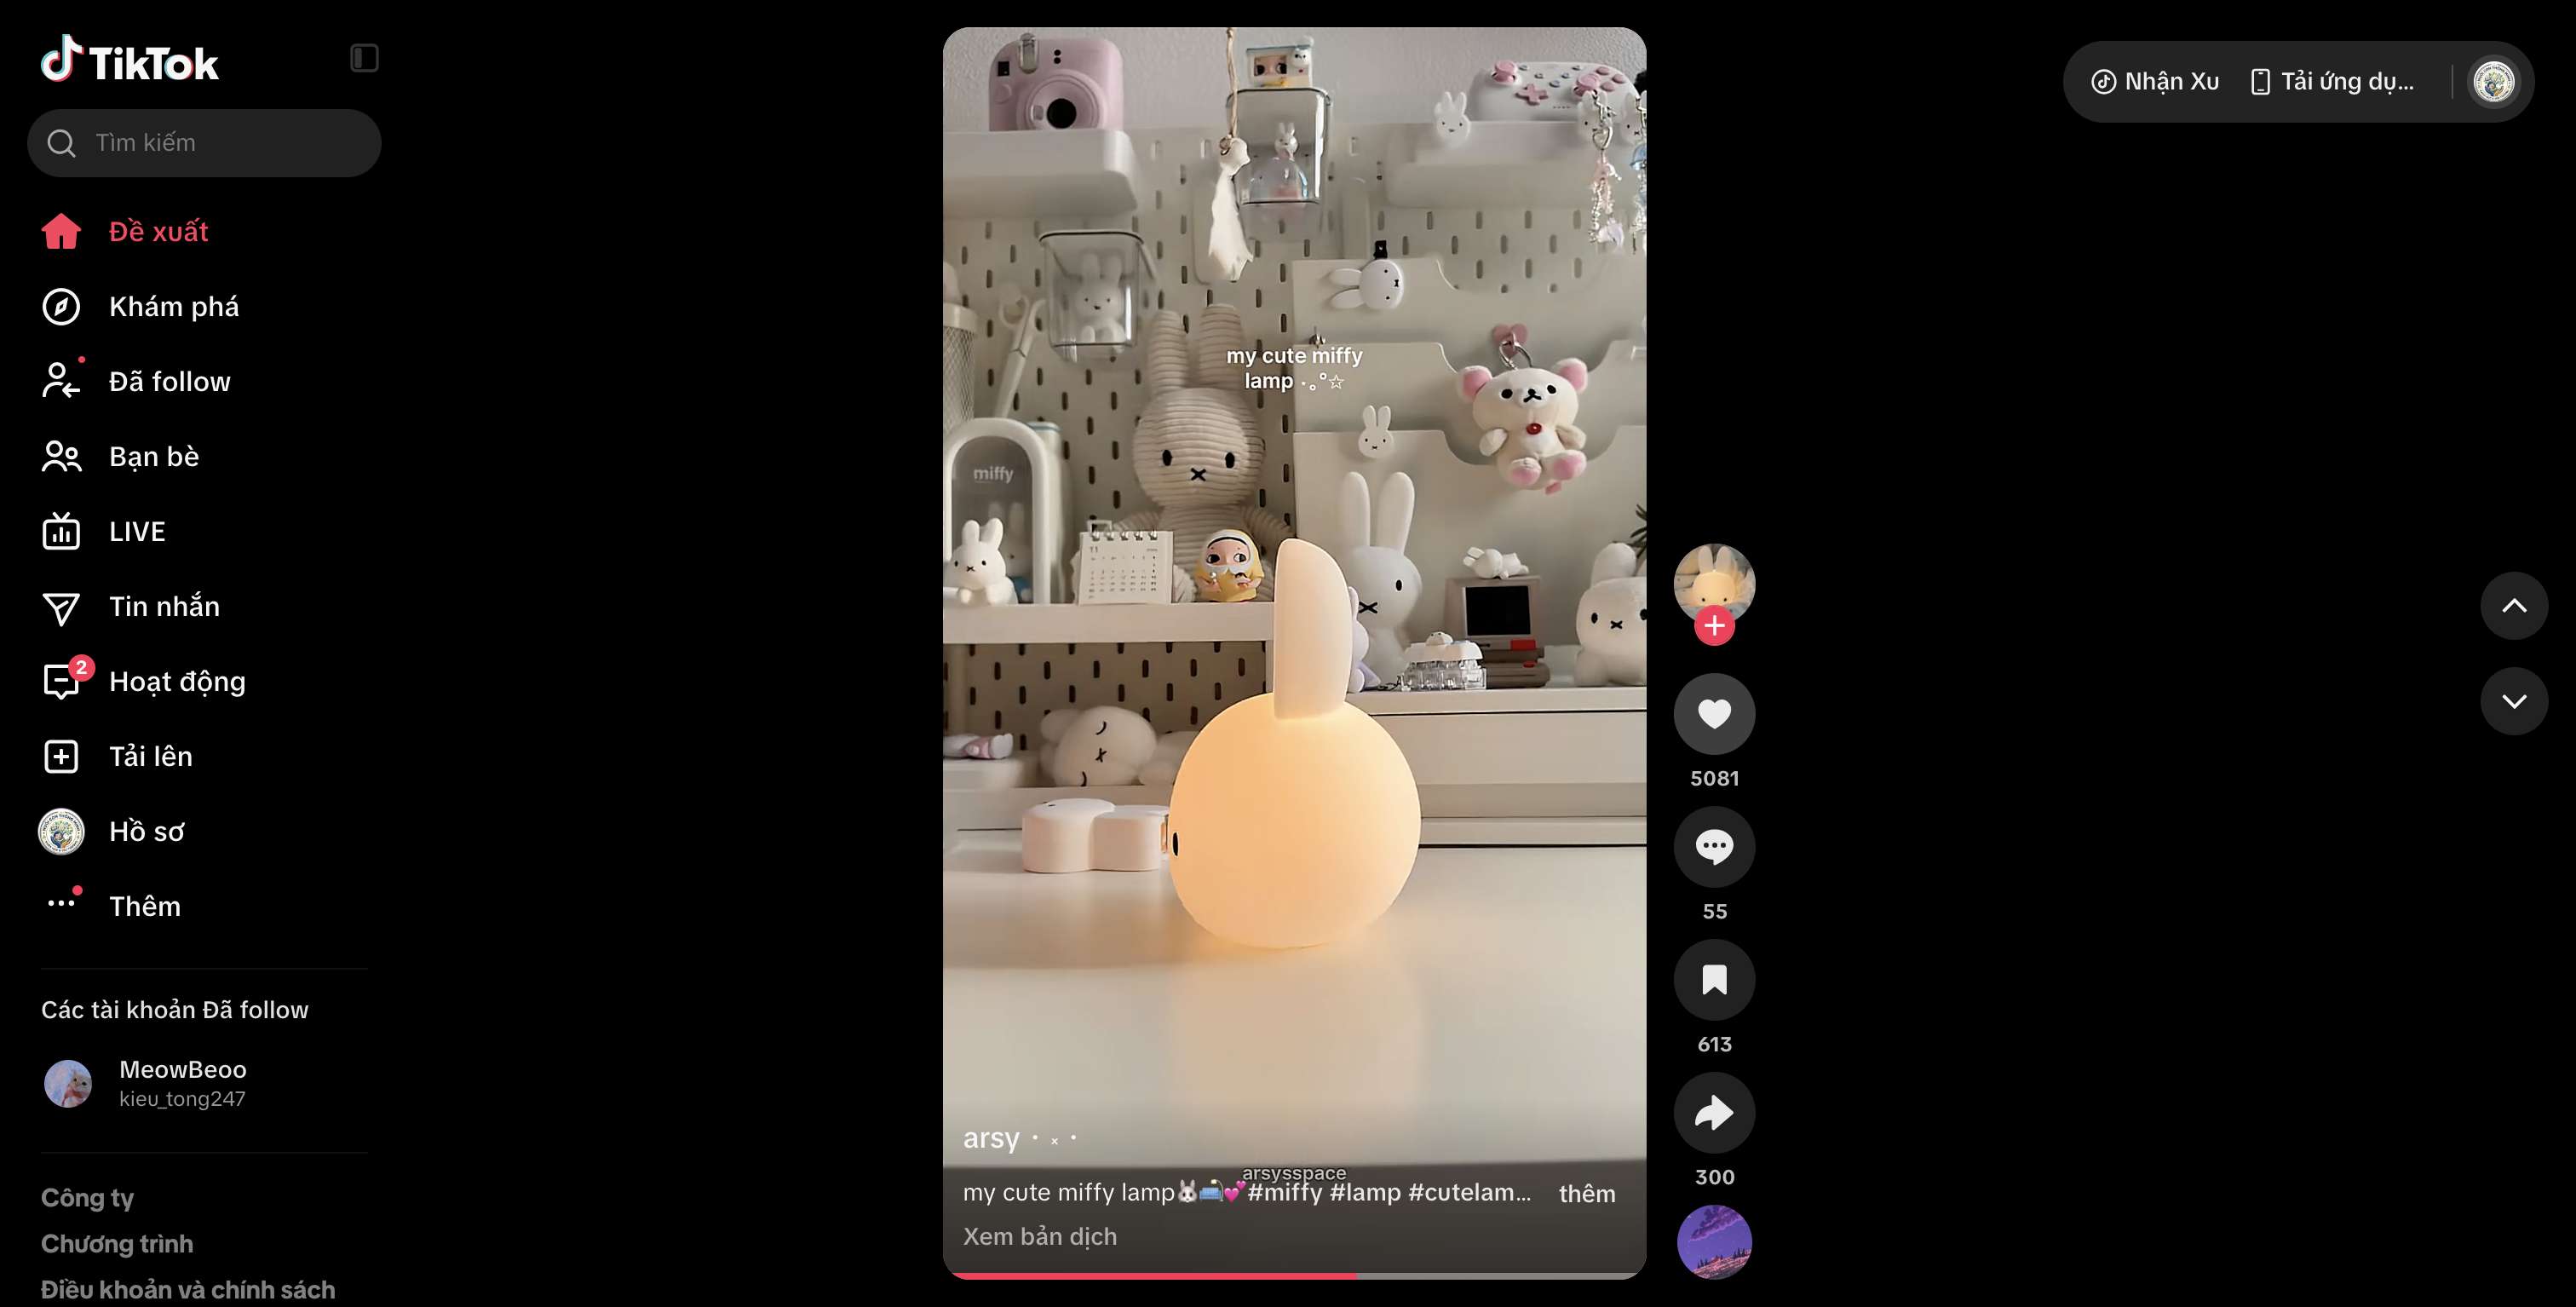 TikTok
Tìm kiếm
Đề xuất
Khám phá
Đã follow
Bạn bè
LIVE
Tin nhắn
2
Hoạt động
Tải lên
Hồ sơ
Thêm
Các tài khoản Đã follow
MeowBeoo
kieu_tong247
Công ty
Chương trình
Điều khoản và chính sách
my cute miffy
lamp ⋆｡°☆
miffy
11
arsy
arsysspace
my cute miffy lamp🐰🛋️💕#miffy #lamp #cutelam... thêm
Xem bản dịch
5081
55
613
300
Nhận Xu
Tải ứng dụ...